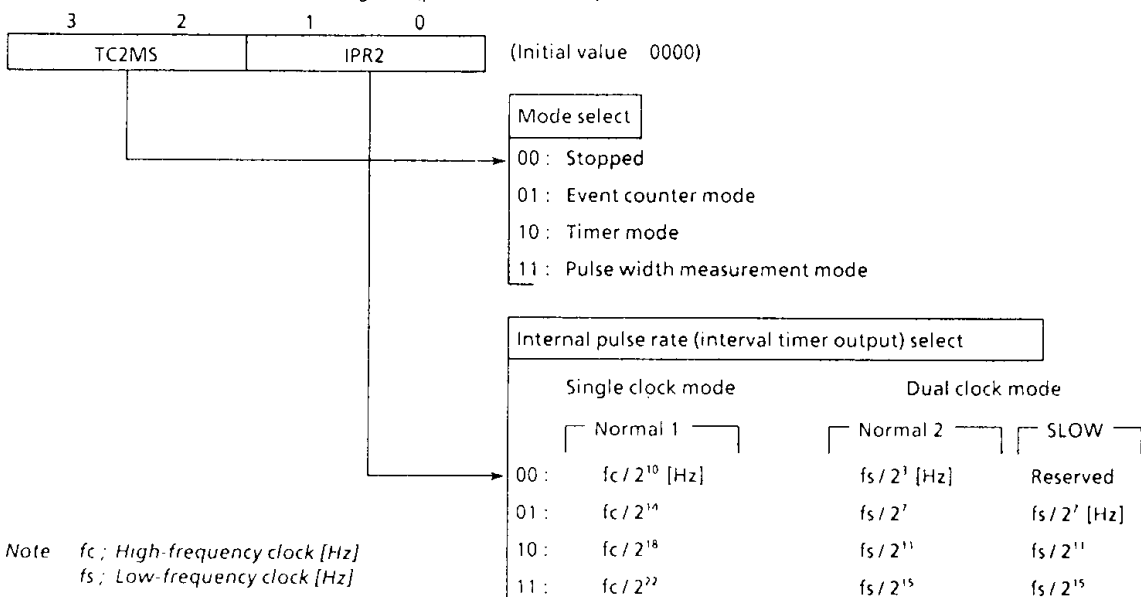 3 2 1 0
TC2MS IPR2 (Initial value 0000)
Mode select
00 : Stopped
01 : Event counter mode
10 : Timer mode
11 : Pulse width measurement mode
Internal pulse rate (interval timer output) select
Single clock mode Dual clock mode
Normal 1 Normal 2 SLOW
00 : fc / 2¹⁰ [Hz] fs / 2³ [Hz] Reserved
01 : fc / 2¹⁴ fs / 2⁷ fs / 2⁷ [Hz]
10 : fc / 2¹⁸ fs / 2¹¹ fs / 2¹¹
11 : fc / 2²² fs / 2¹⁵ fs / 2¹⁵
Note fc ; High-frequency clock [Hz]
fs ; Low-frequency clock [Hz]